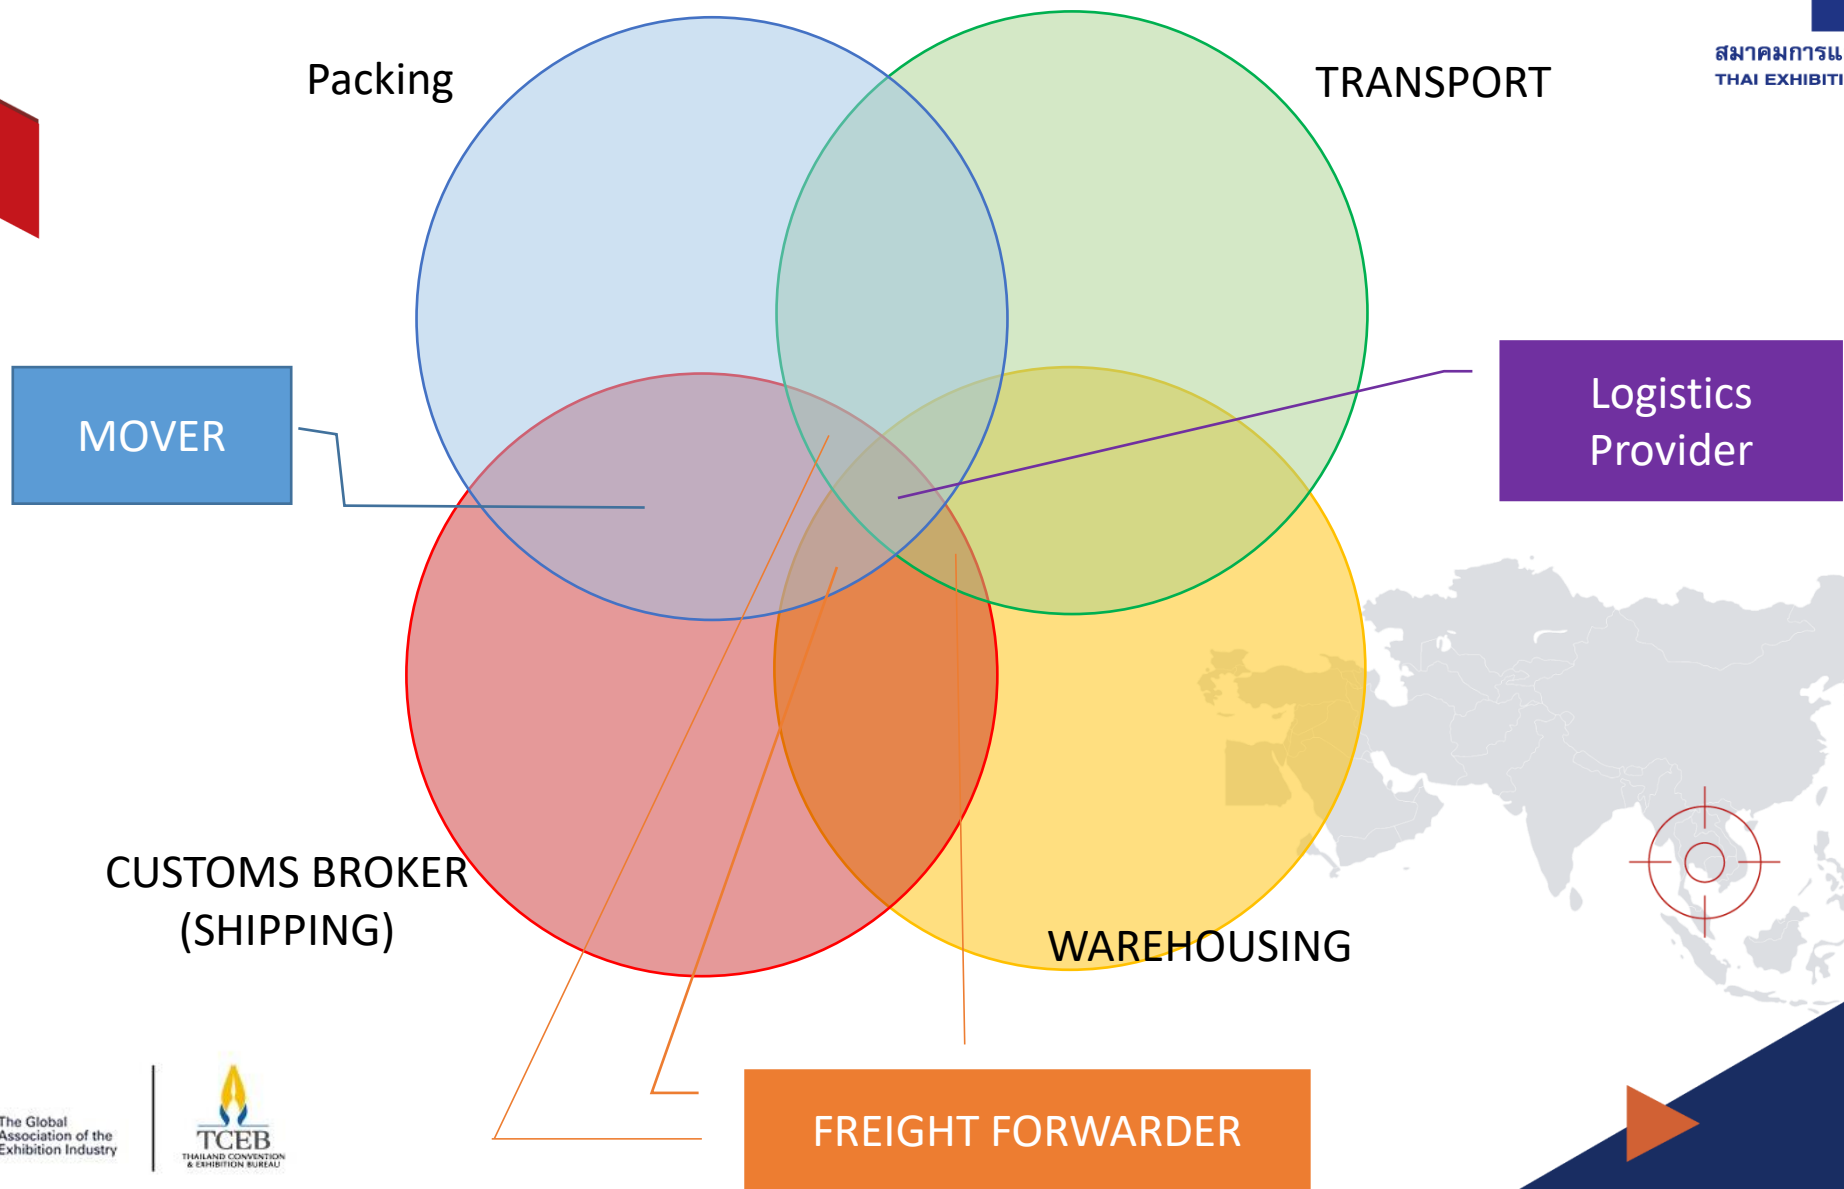 Packing
TRANSPORT
สมาคมการแ
THAI EXHIBITI
MOVER
Logistics
Provider
CUSTOMS BROKER
(SHIPPING)
WAREHOUSING
FREIGHT FORWARDER
The Global
Association of the
Exhibition Industry
TCEB
THAILAND CONVENTION
& EXHIBITION BUREAU